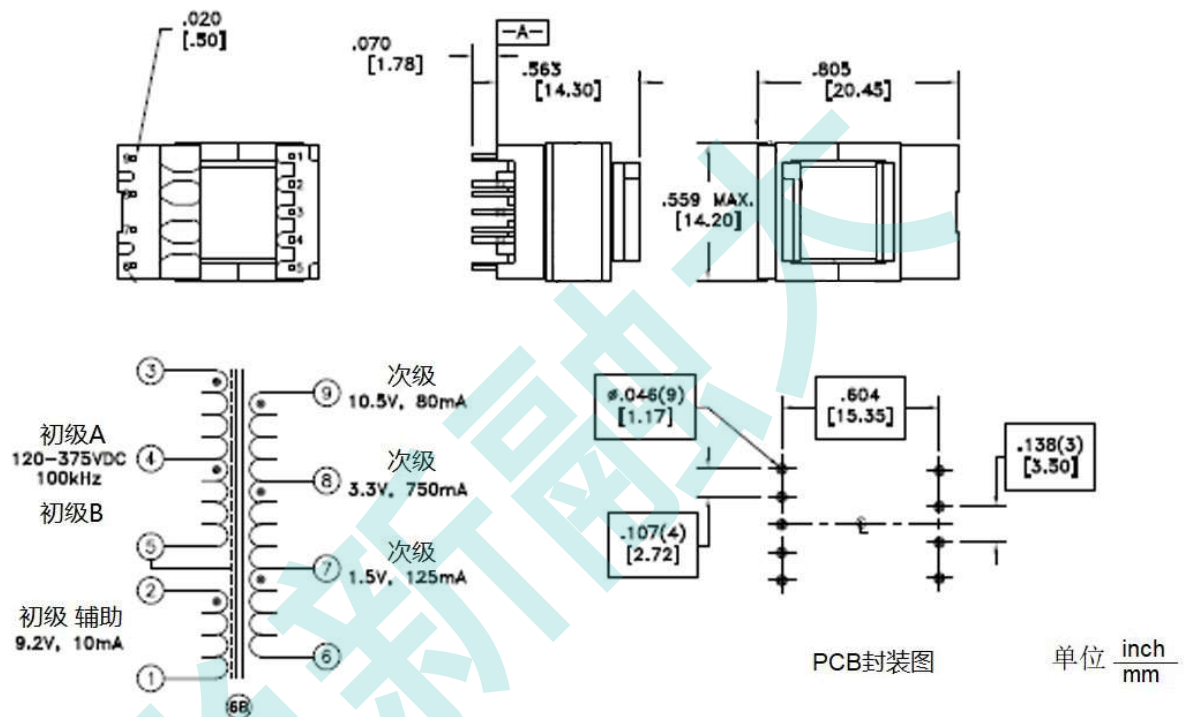 .020
[.50]
.070
[1.78]
-A-
.563
[14.30]
.805
[20.45]
.559 MAX.
[14.20]
9
7
6
1
2
3
4
5
3
初级A
120-375VDC
100kHz
4
初级B
5
2
初级 辅助
9.2V, 10mA
1
6B
9
次级
10.5V, 80mA
8
次级
3.3V, 750mA
7
次级
1.5V, 125mA
6
ø.046(9)
[1.17]
.604
[15.35]
.138(3)
[3.50]
.107(4)
[2.72]
℄
PCB封装图
单位 inch
mm
新融大